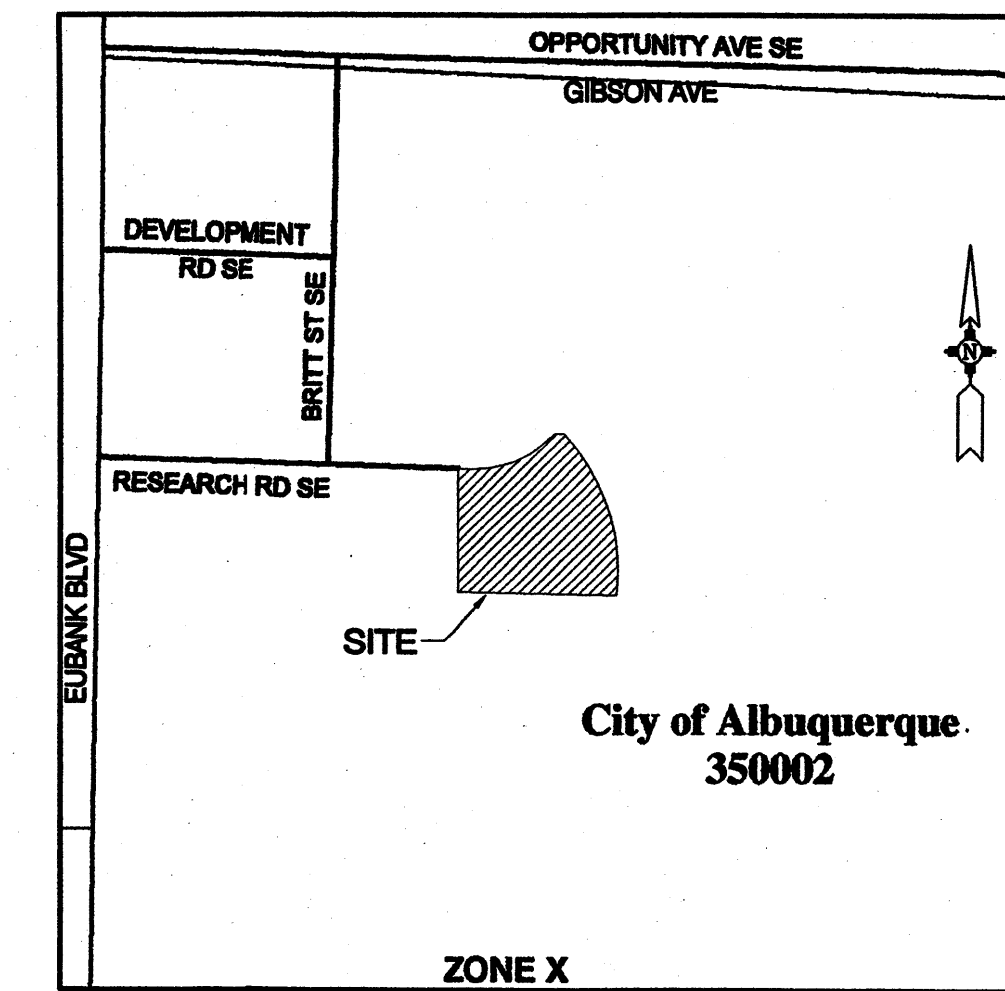 OPPORTUNITY AVE SE
GIBSON AVE
DEVELOPMENT
RD SE
BRITT ST SE
N
RESEARCH RD SE
EUBANK BLVD
SITE
City of Albuquerque
350002
ZONE X